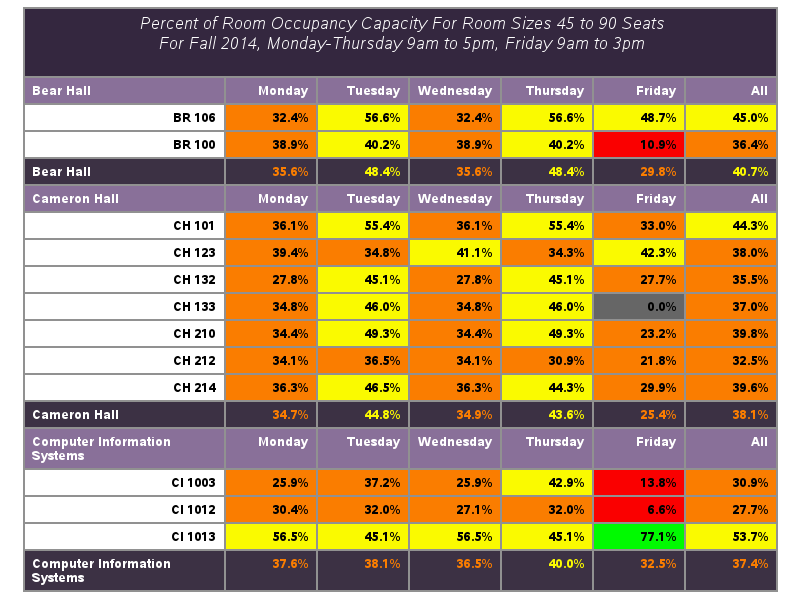 Percent of Room Occupancy Capacity For Room Sizes 45 to 90 Seats
For Fall 2014, Monday-Thursday 9am to 5pm, Friday 9am to 3pm
Bear Hall Monday Tuesday Wednesday Thursday Friday All
BR 106 32.4% 56.6% 32.4% 56.6% 48.7% 45.0%
BR 100 38.9% 40.2% 38.9% 40.2% 10.9% 36.4%
Bear Hall 35.6% 48.4% 35.6% 48.4% 29.8% 40.7%
Cameron Hall Monday Tuesday Wednesday Thursday Friday All
CH 101 36.1% 55.4% 36.1% 55.4% 33.0% 44.3%
CH 123 39.4% 34.8% 41.1% 34.3% 42.3% 38.0%
CH 132 27.8% 45.1% 27.8% 45.1% 27.7% 35.5%
CH 133 34.8% 46.0% 34.8% 46.0% 0.0% 37.0%
CH 210 34.4% 49.3% 34.4% 49.3% 23.2% 39.8%
CH 212 34.1% 36.5% 34.1% 30.9% 21.8% 32.5%
CH 214 36.3% 46.5% 36.3% 44.3% 29.9% 39.6%
Cameron Hall 34.7% 44.8% 34.9% 43.6% 25.4% 38.1%
Computer Information Monday Tuesday Wednesday Thursday Friday All
Systems
CI 1003 25.9% 37.2% 25.9% 42.9% 13.8% 30.9%
CI 1012 30.4% 32.0% 27.1% 32.0% 6.6% 27.7%
CI 1013 56.5% 45.1% 56.5% 45.1% 77.1% 53.7%
Computer Information 37.6% 38.1% 36.5% 40.0% 32.5% 37.4%
Systems